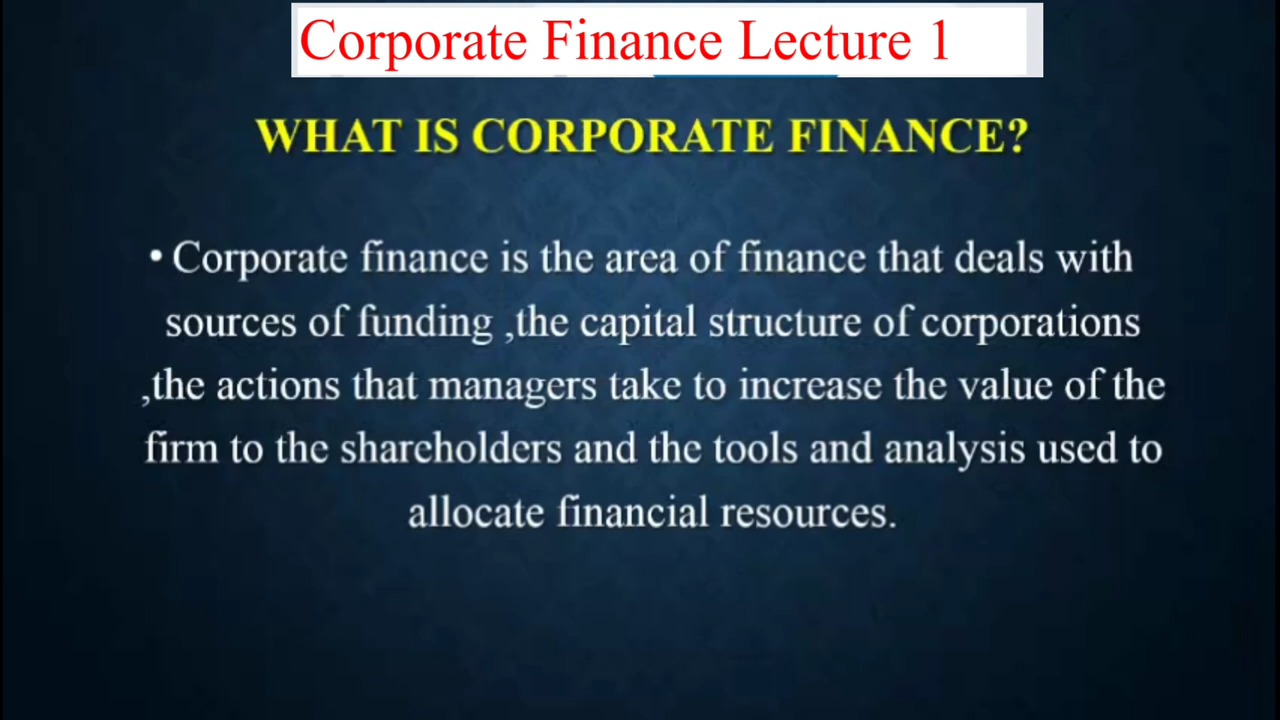 Corporate Finance Lecture 1
WHAT IS CORPORATE FINANCE?
• Corporate finance is the area of finance that deals with
sources of funding ,the capital structure of corporations
,the actions that managers take to increase the value of the
firm to the shareholders and the tools and analysis used to
allocate financial resources.